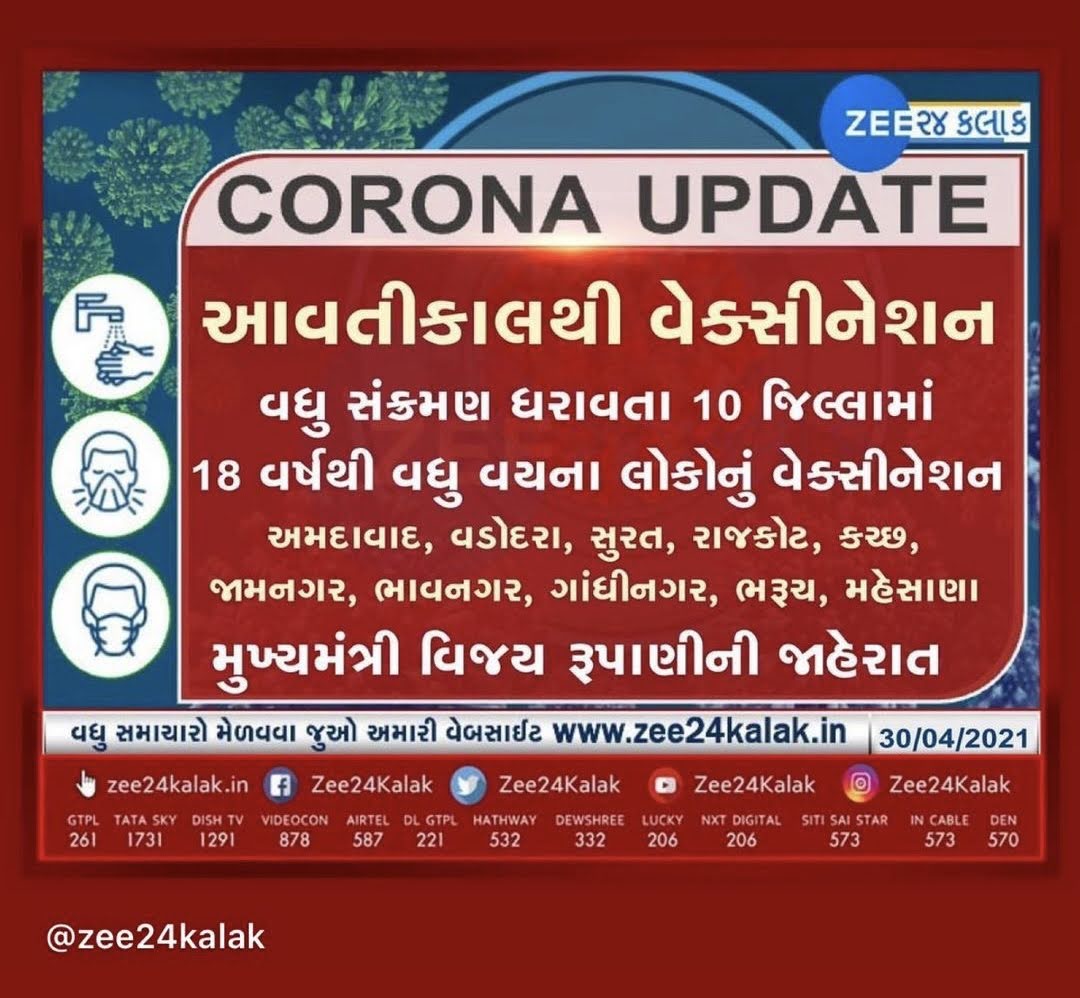 ZEE ૨૪ કલાક
CORONA UPDATE
આવતીકાલથી વેક્સીનેશન
વધુ સંક્રમણ ધરાવતા 10 જિલ્લામાં
18 વર્ષથી વધુ વયના લોકોનું વેક્સીનેશન
અમદાવાદ, વડોદરા, સુરત, રાજકોટ, કચ્છ,
જામનગર, ભાવનગર, ગાંધીનગર, ભરૂચ, મહેસાણા
મુખ્યમંત્રી વિજય રૂપાણીની જાહેરાત
વધુ સમાચારો મેળવવા જુઓ અમારી વેબસાઈટ www.zee24kalak.in 30/04/2021
zee24kalak.in Zee24Kalak Zee24Kalak Zee24Kalak Zee24Kalak
GTPL TATA SKY DISH TV VIDEOCON AIRTEL DL GTPL HATHWAY DEWSHREE LUCKY NXT DIGITAL SITI SAI STAR IN CABLE DEN
261 1731 1291 878 587 221 532 332 206 206 573 573 570
@zee24kalak